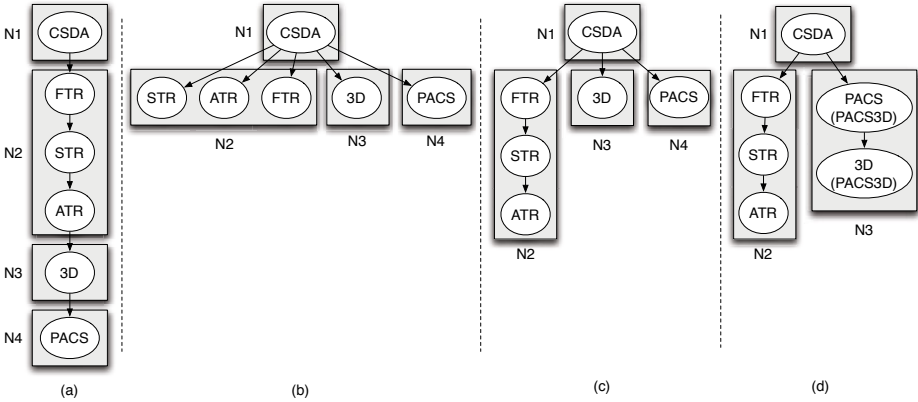 N1
CSDA
FTR
N2
STR
ATR
N3
3D
N4
PACS
(a)
N1
CSDA
STR
ATR
FTR
3D
PACS
N2
N3
N4
(b)
N1
CSDA
FTR
3D
PACS
N3
N4
STR
ATR
N2
(c)
N1
CSDA
FTR
PACS
(PACS3D)
STR
3D
(PACS3D)
ATR
N2
N3
(d)